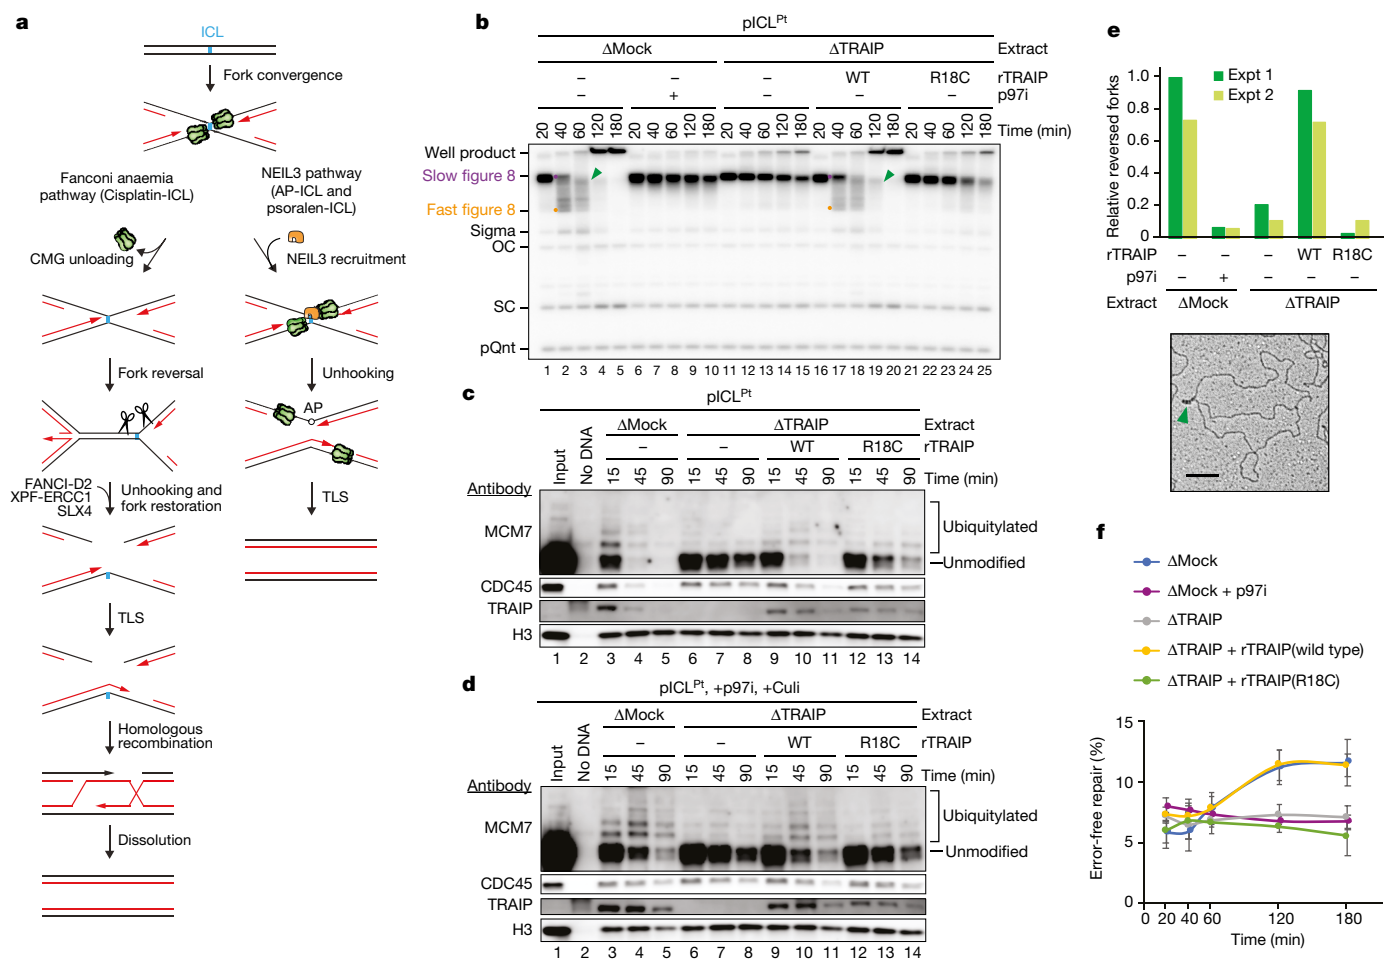 a
ICL
Fork convergence
Fanconi anaemia
pathway (Cisplatin-ICL)
NEIL3 pathway
(AP-ICL and
psoralen-ICL)
CMG unloading
NEIL3 recruitment
Fork reversal
Unhooking
AP
FANCI-D2
XPF-ERCC1
SLX4
Unhooking and
fork restoration
TLS
TLS
Homologous
recombination
Dissolution
b
pICLPt
ΔMock ΔTRAIP Extract
– – – WT R18C rTRAIP
– + – – – p97i
20 40 60 120 180 20 40 60 120 180 20 40 60 120 180 20 40 60 120 180 20 40 60 120 180 Time (min)
Well product
Slow figure 8
Fast figure 8
Sigma
OC
SC
pQnt
1 2 3 4 5 6 7 8 9 10 11 12 13 14 15 16 17 18 19 20 21 22 23 24 25
c
pICLPt
ΔMock ΔTRAIP Extract
– – WT R18C rTRAIP
Input No DNA 15 45 90 15 45 90 15 45 90 15 45 90 Time (min)
Antibody
MCM7
Ubiquitylated
Unmodified
CDC45
TRAIP
H3
1 2 3 4 5 6 7 8 9 10 11 12 13 14
d
pICLPt, +p97i, +Culi
ΔMock ΔTRAIP Extract
– – WT R18C rTRAIP
Input No DNA 15 45 90 15 45 90 15 45 90 15 45 90 Time (min)
Antibody
MCM7
Ubiquitylated
Unmodified
CDC45
TRAIP
H3
1 2 3 4 5 6 7 8 9 10 11 12 13 14
e
Relative reversed forks
1.0
0.8
0.6
0.4
0.2
0
Expt 1
Expt 2
rTRAIP – – – WT R18C
p97i – + – – –
Extract ΔMock ΔTRAIP
f
ΔMock
ΔMock + p97i
ΔTRAIP
ΔTRAIP + rTRAIP(wild type)
ΔTRAIP + rTRAIP(R18C)
Error-free repair (%)
15
10
5
0
0 20 40 60 120 180
Time (min)